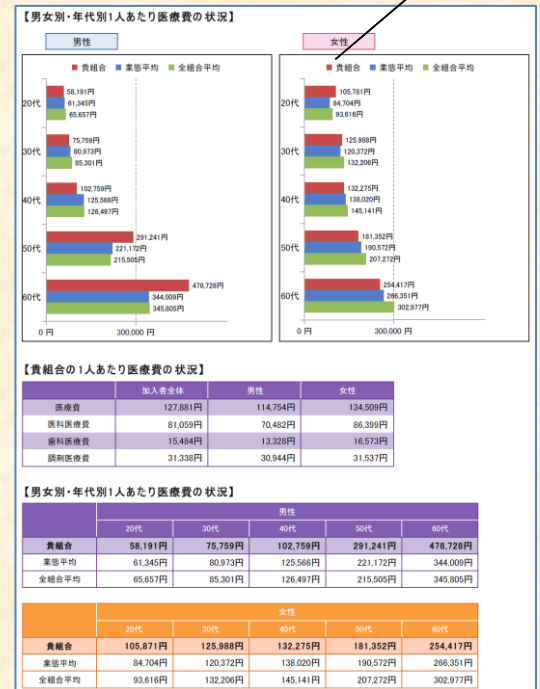 【男女別・年代別1人あたり医療費の状況】
男性
女性
■ 貴組合 ■ 業態平均 ■ 全組合平均
20代
58,191円
61,345円
65,657円
30代
75,759円
80,973円
85,301円
40代
102,759円
125,566円
126,497円
50代
291,241円
221,172円
215,505円
60代
478,728円
344,009円
345,805円
0 円 300,000 円
■ 貴組合 ■ 業態平均 ■ 全組合平均
20代
105,781円
84,704円
93,616円
30代
125,988円
120,372円
132,206円
40代
132,275円
138,020円
145,141円
50代
181,352円
190,572円
207,272円
60代
254,417円
266,351円
302,977円
0 円 300,000 円
【貴組合の1人あたり医療費の状況】
加入者全体 男性 女性
医療費 127,881円 114,754円 134,509円
医科医療費 81,059円 70,482円 86,399円
歯科医療費 15,484円 13,328円 16,573円
調剤医療費 31,338円 30,944円 31,537円
【男女別・年代別1人あたり医療費の状況】
男性
20代 30代 40代 50代 60代
貴組合 58,191円 75,759円 102,759円 291,241円 478,728円
業態平均 61,345円 80,973円 125,566円 221,172円 344,009円
全組合平均 65,657円 85,301円 126,497円 215,505円 345,805円
女性
20代 30代 40代 50代 60代
貴組合 105,871円 125,988円 132,275円 181,352円 254,417円
業態平均 84,704円 120,372円 138,020円 190,572円 266,351円
全組合平均 93,616円 132,206円 145,141円 207,272円 302,977円